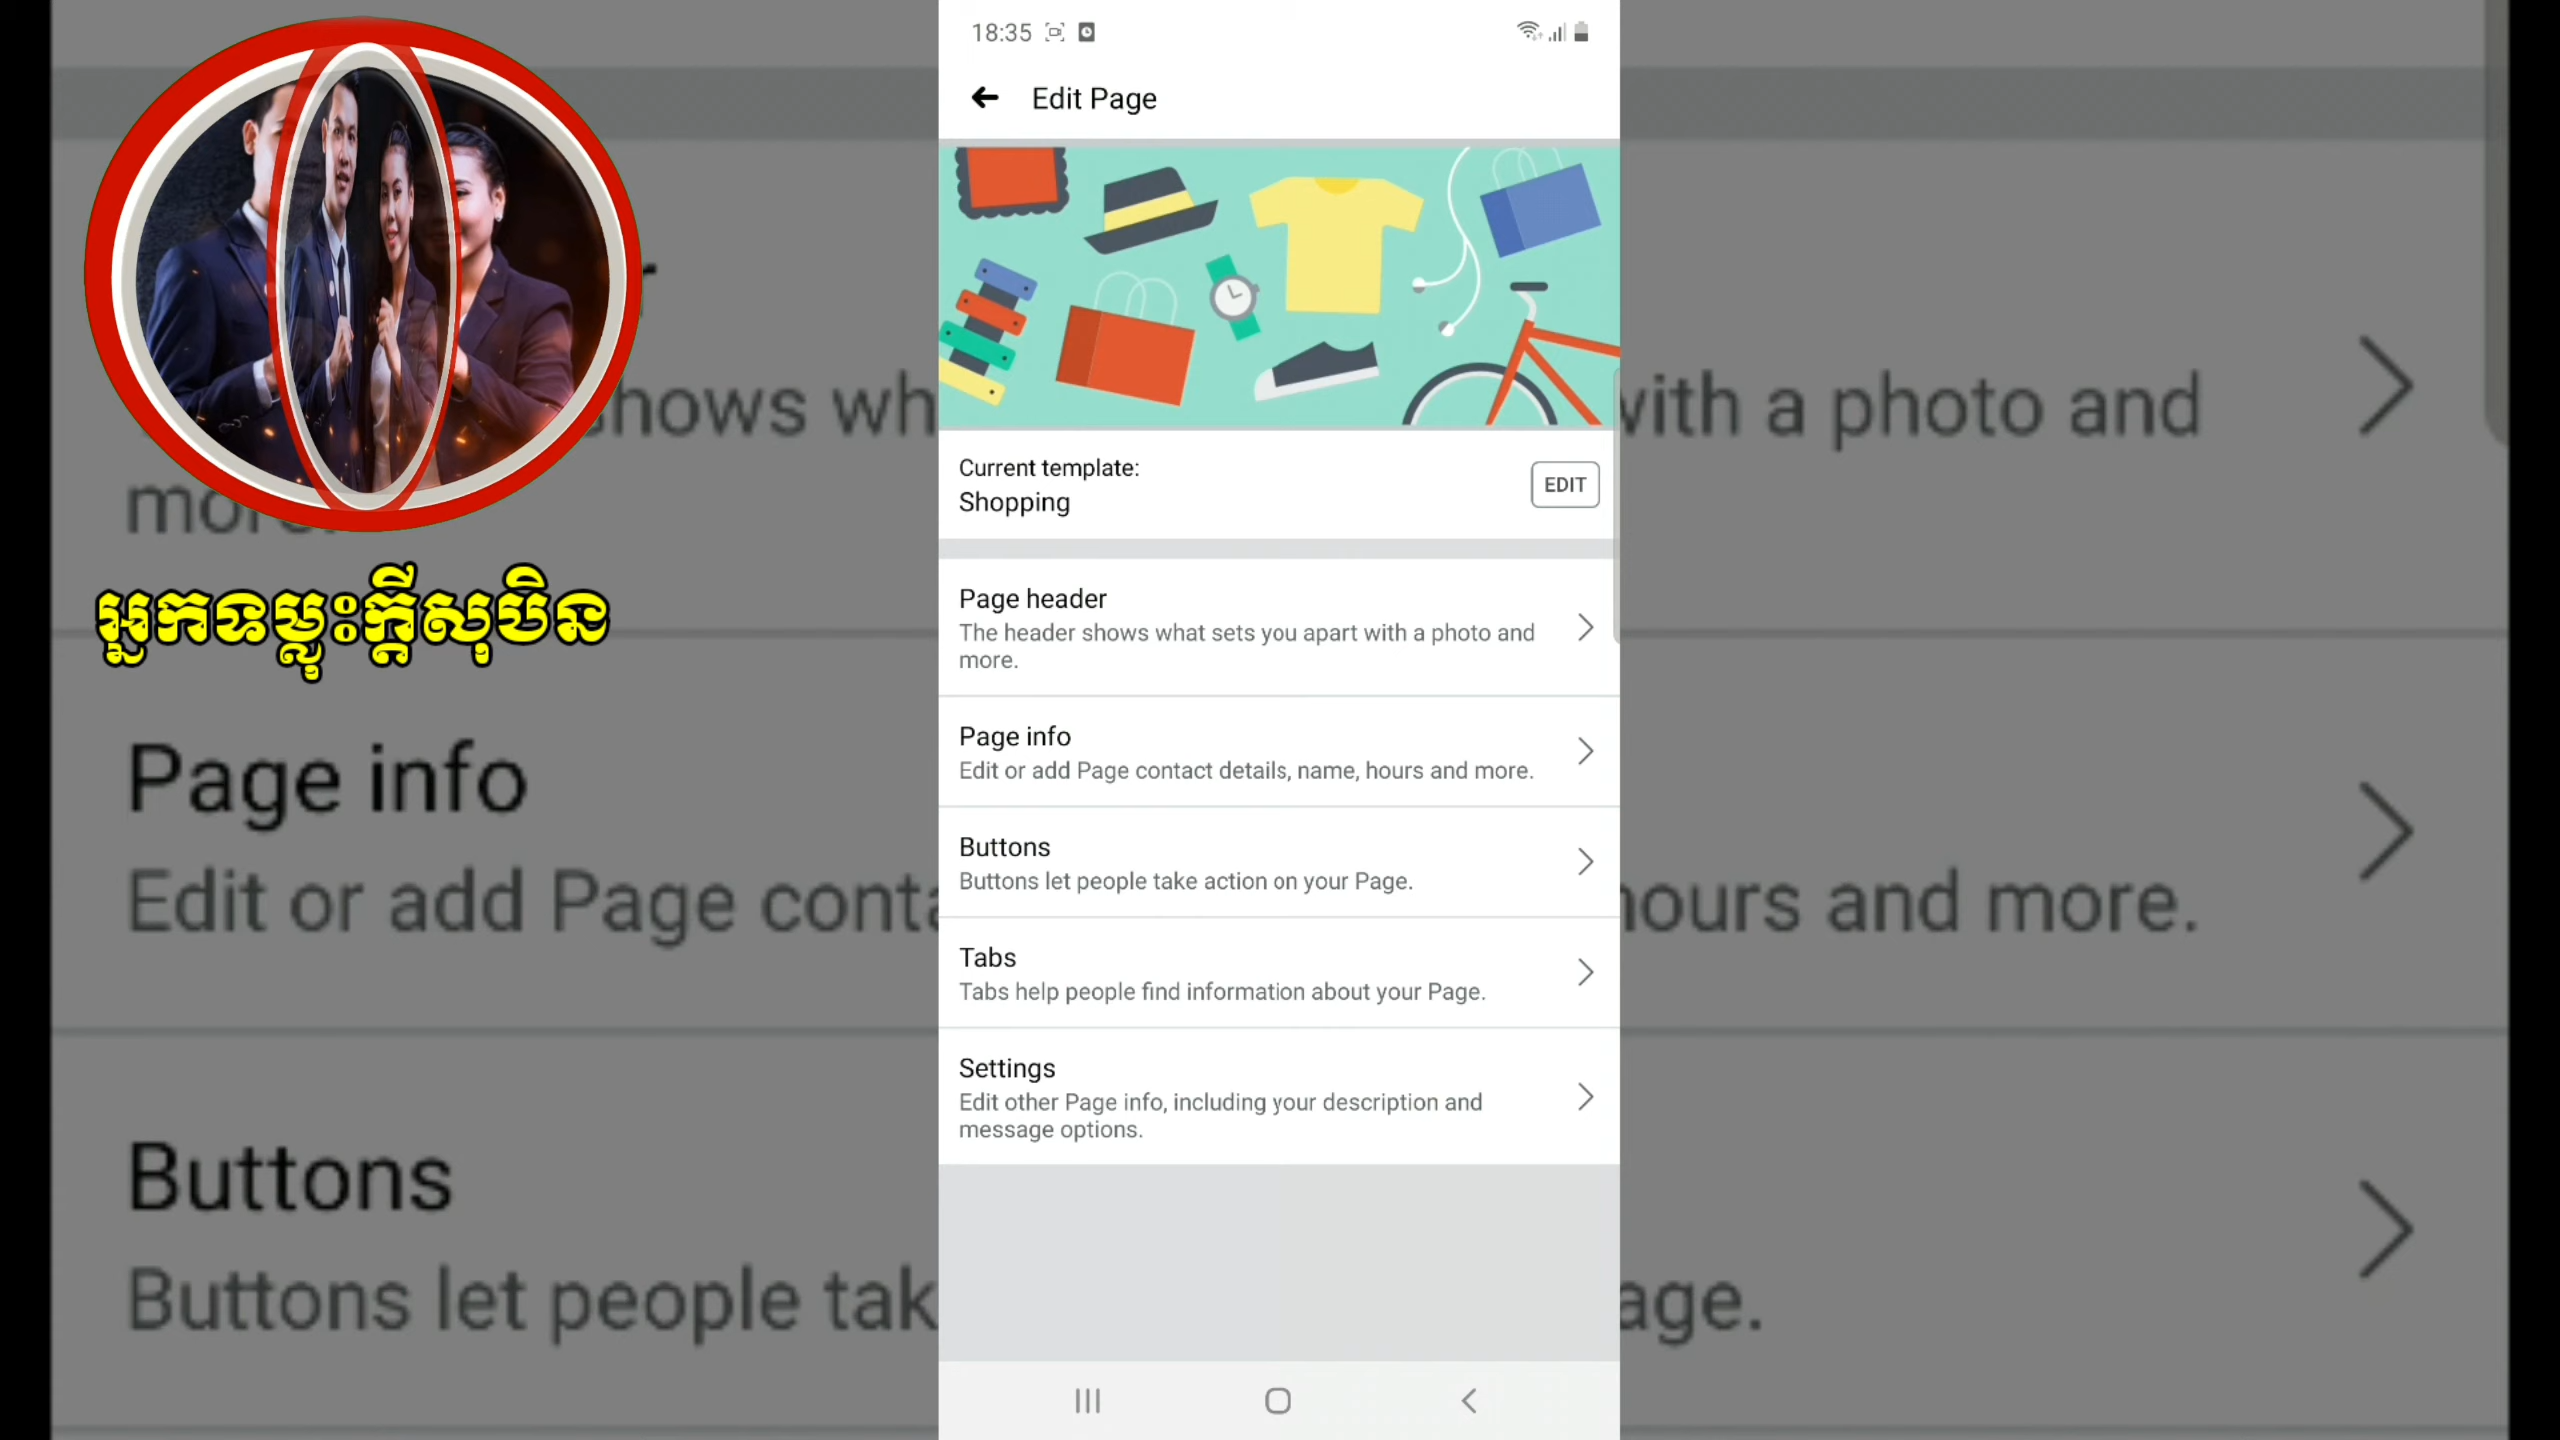 18:35
Edit Page
Current template:
Shopping
EDIT
Page header
The header shows what sets you apart with a photo and
more.
Page info
Edit or add Page contact details, name, hours and more.
Buttons
Buttons let people take action on your Page.
Tabs
Tabs help people find information about your Page.
Settings
Edit other Page info, including your description and
message options.
អ្នកទម្លុះក្តីសុបិន
r
shows wh
with a photo and
more.
Page info
Edit or add Page conta
hours and more.
Buttons
Buttons let people tak
age.